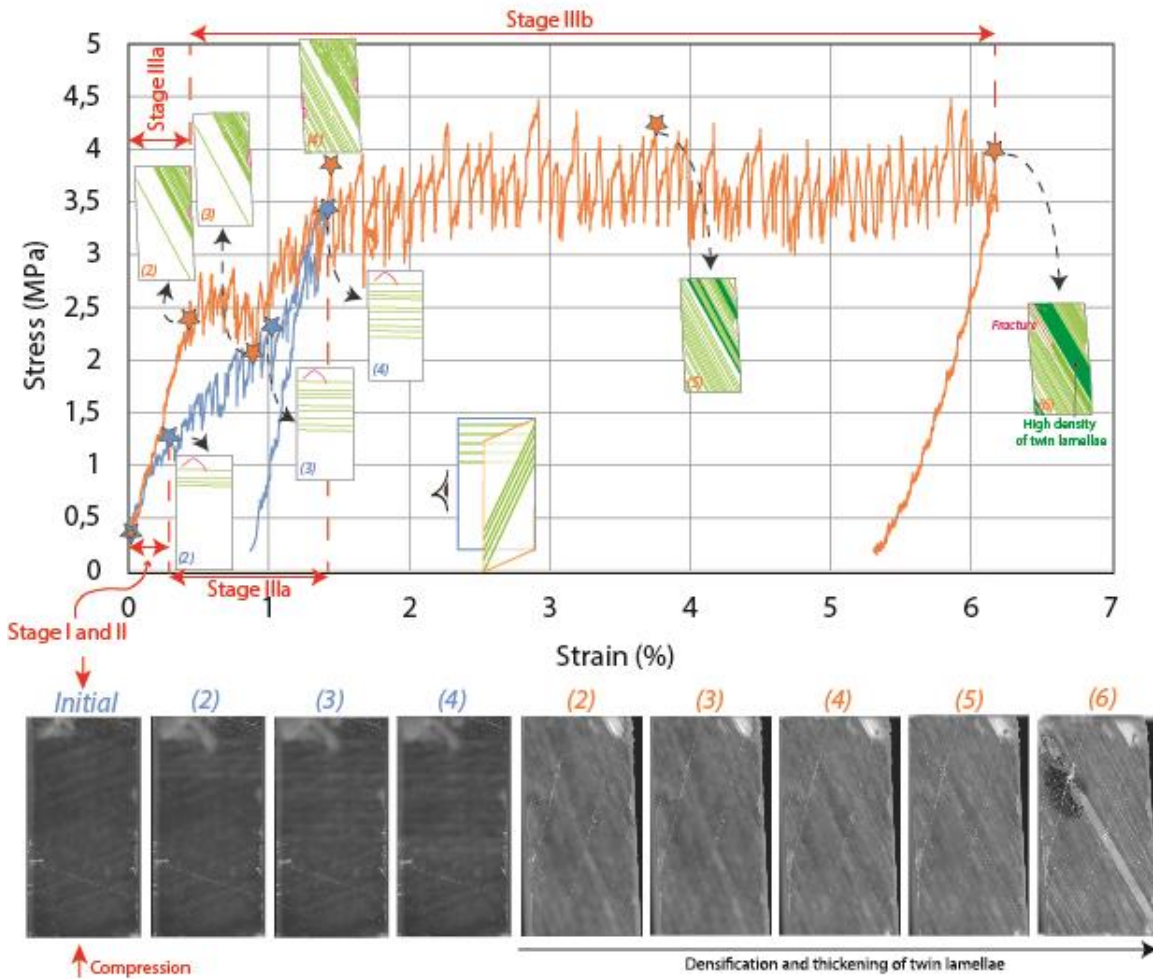 Stage IIIb
Stage IIIa
5
4,5
4
3,5
3
2,5
2
1,5
1
0,5
0
Stress (MPa)
(2)
(3)
(4)
(4)
(3)
(2)
(5)
Fracture
(6)
High density
of twin lamellae
0
1
2
3
4
5
6
7
Stage IIIa
Stage I and II
Strain (%)
Initial
(2)
(3)
(4)
(2)
(3)
(4)
(5)
(6)
Compression
Densification and thickening of twin lamellae